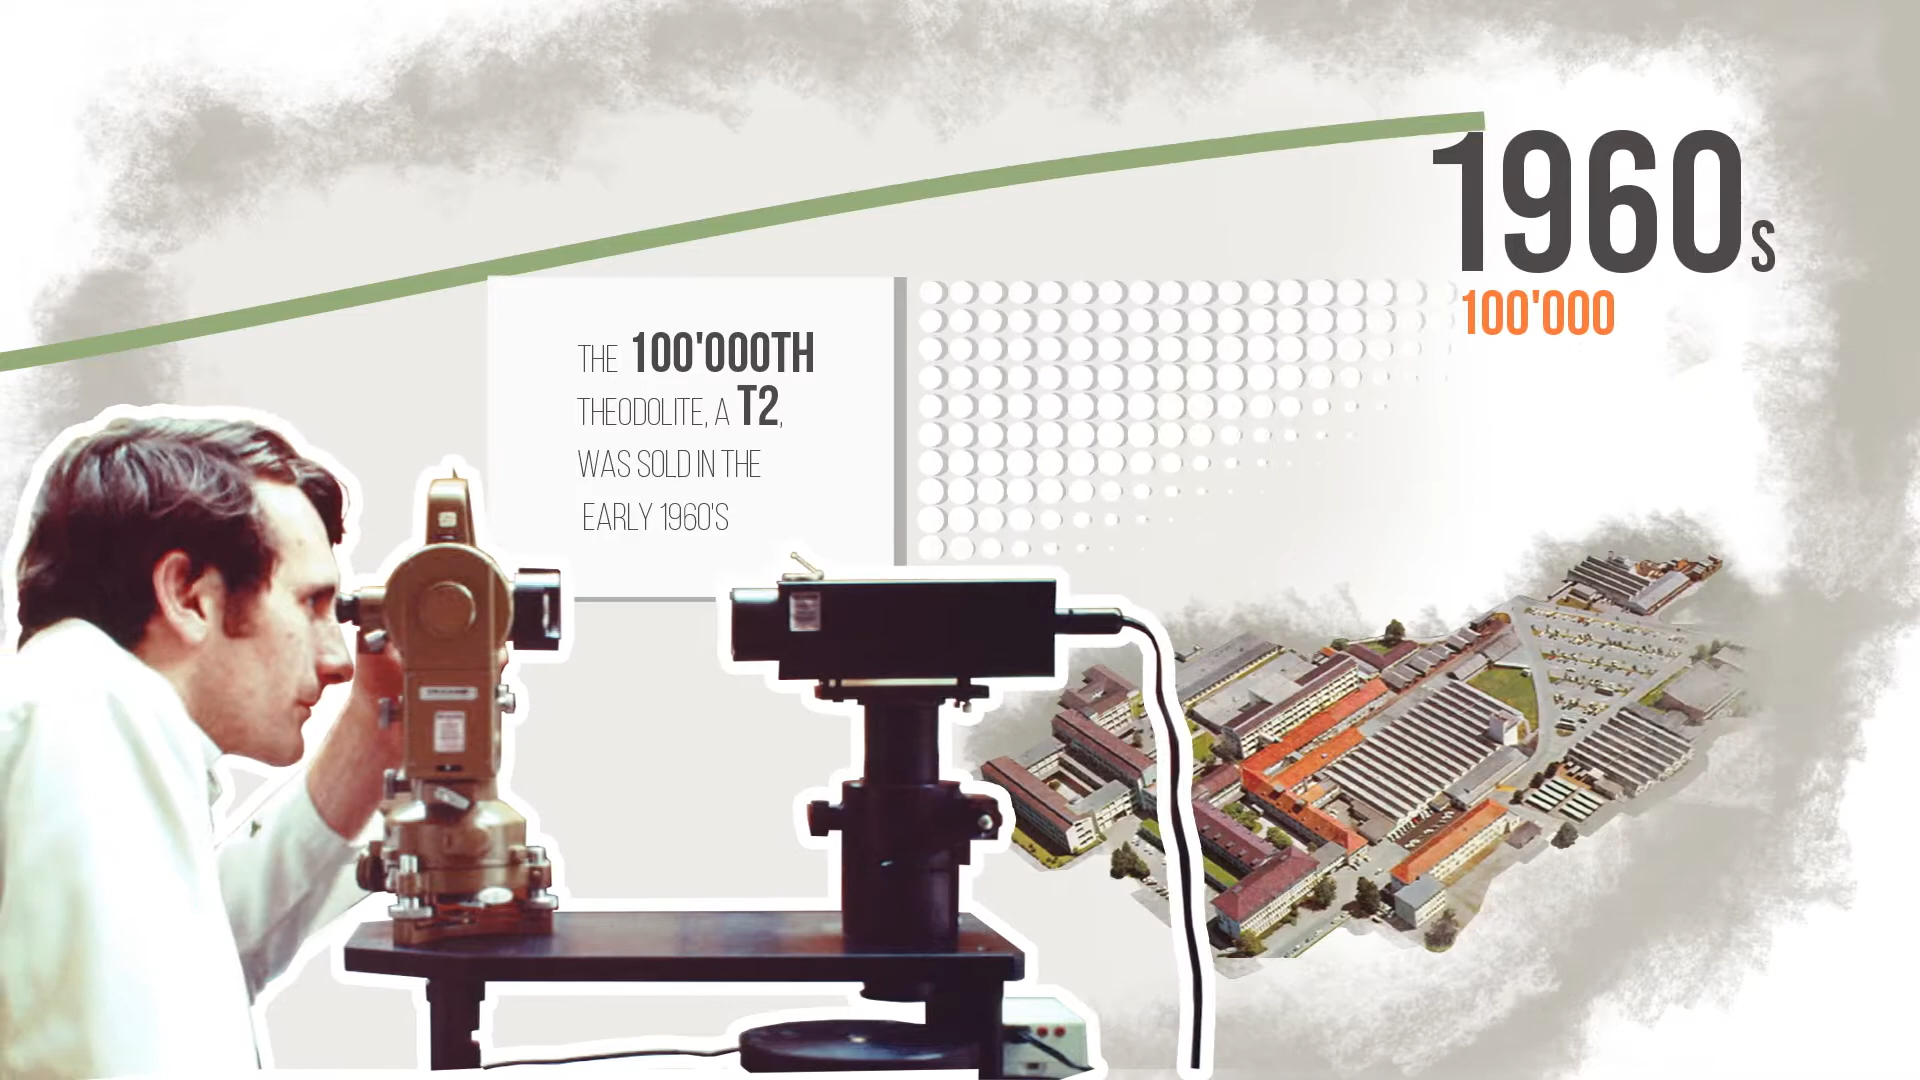 1960s
100'000
THE 100'000TH
THEODOLITE, A T2,
WAS SOLD IN THE
EARLY 1960'S